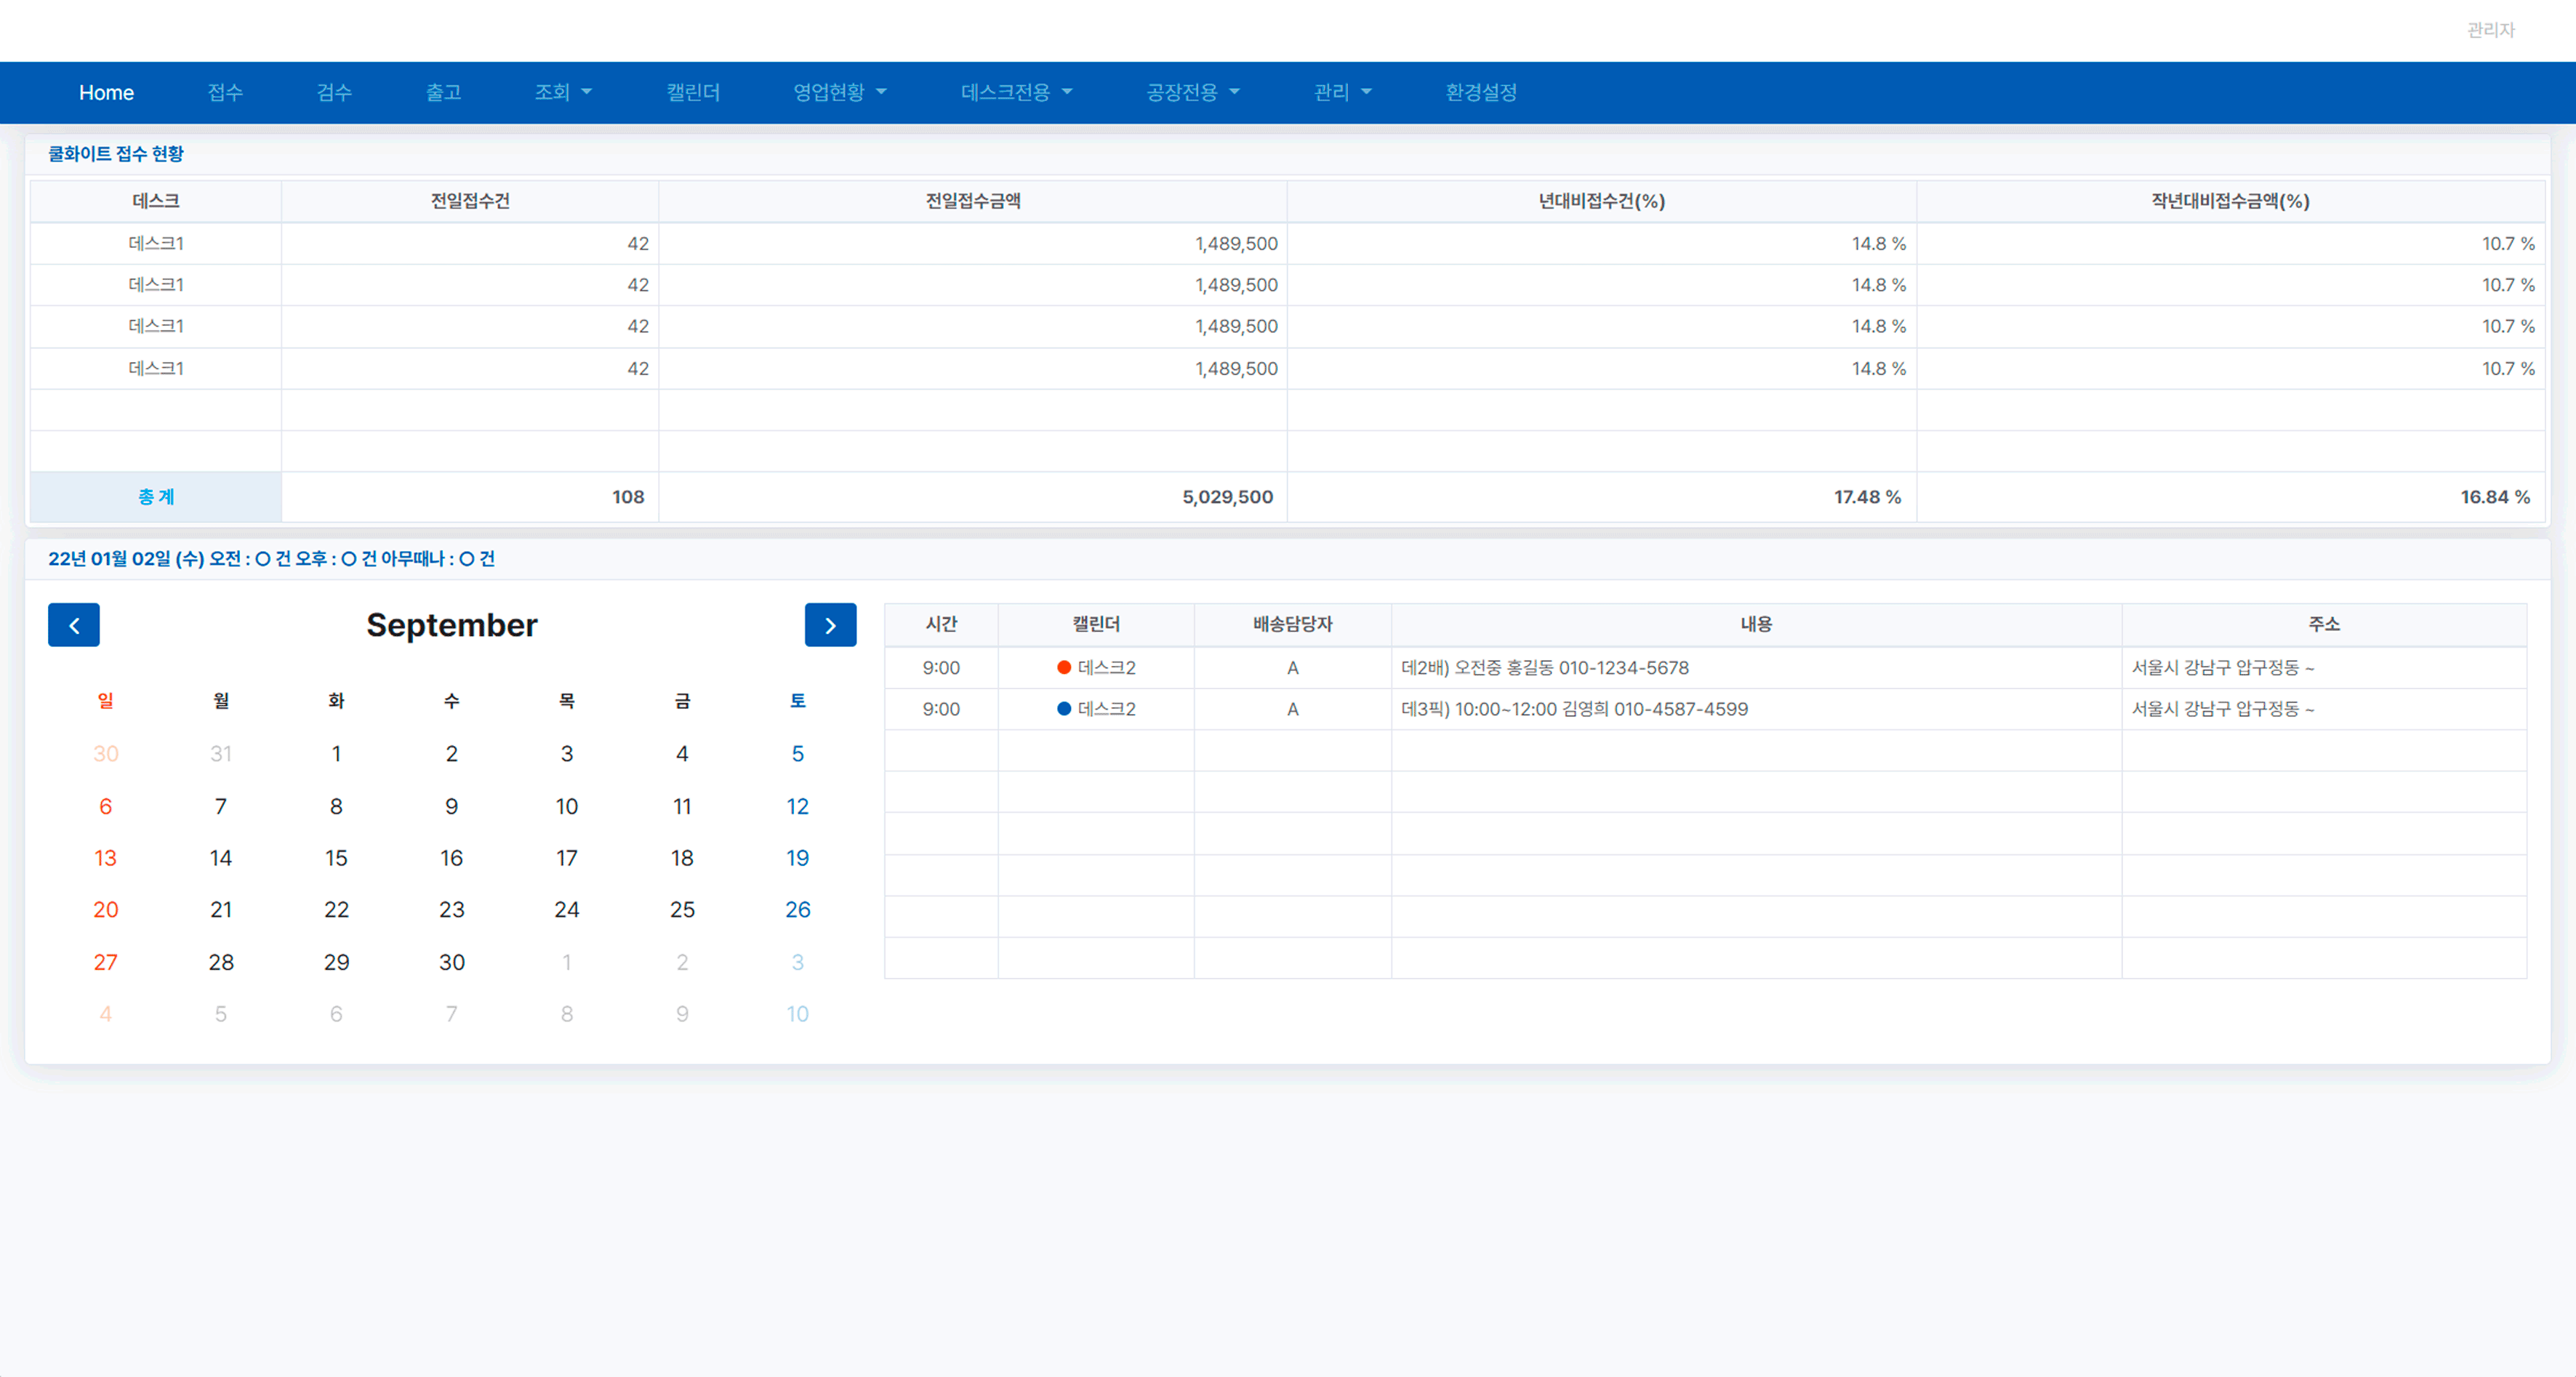 관리자
Home 접수 검수 출고 조회 캘린더 영업현황 데스크전용 공장전용 관리 환경설정
쿨화이트 접수 현황
데스크 전일접수건 전일접수금액 년대비접수건(%) 작년대비접수금액(%)
데스크1 42 1,489,500 14.8 % 10.7 %
데스크1 42 1,489,500 14.8 % 10.7 %
데스크1 42 1,489,500 14.8 % 10.7 %
데스크1 42 1,489,500 14.8 % 10.7 %
총 계 108 5,029,500 17.48 % 16.84 %
22년 01월 02일 (수) 오전 : ○ 건 오후 : ○ 건 아무때나 : ○ 건
September
일 월 화 수 목 금 토
30 31 1 2 3 4 5
6 7 8 9 10 11 12
13 14 15 16 17 18 19
20 21 22 23 24 25 26
27 28 29 30 1 2 3
4 5 6 7 8 9 10
시간 캘린더 배송담당자 내용 주소
9:00 데스크2 A 데2배) 오전중 홍길동 010-1234-5678 서울시 강남구 압구정동 ~
9:00 데스크2 A 데3픽) 10:00~12:00 김영희 010-4587-4599 서울시 강남구 압구정동 ~